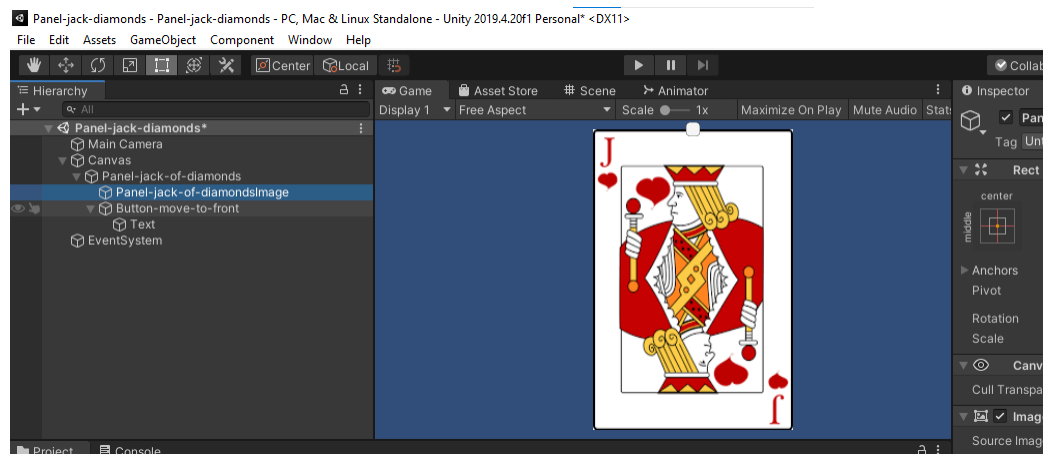 Panel-jack-diamonds - Panel-jack-diamonds - PC, Mac & Linux Standalone - Unity 2019.4.20f1 Personal* <DX11>
File Edit Assets GameObject Component Window Help
Center Local Collab
Hierarchy Game Asset Store Scene Animator Inspector
All Display 1 Free Aspect Scale 1x Maximize On Play Mute Audio Stats
Panel-jack-diamonds* Pan
Main Camera Tag Unt
Canvas
Panel-jack-of-diamonds Rect
Panel-jack-of-diamondsImage center
Button-move-to-front middle
Text
EventSystem
Anchors
Pivot
Rotation
Scale
Canv
Cull Transpa
Imag
Source Imag
Project Console
J
J